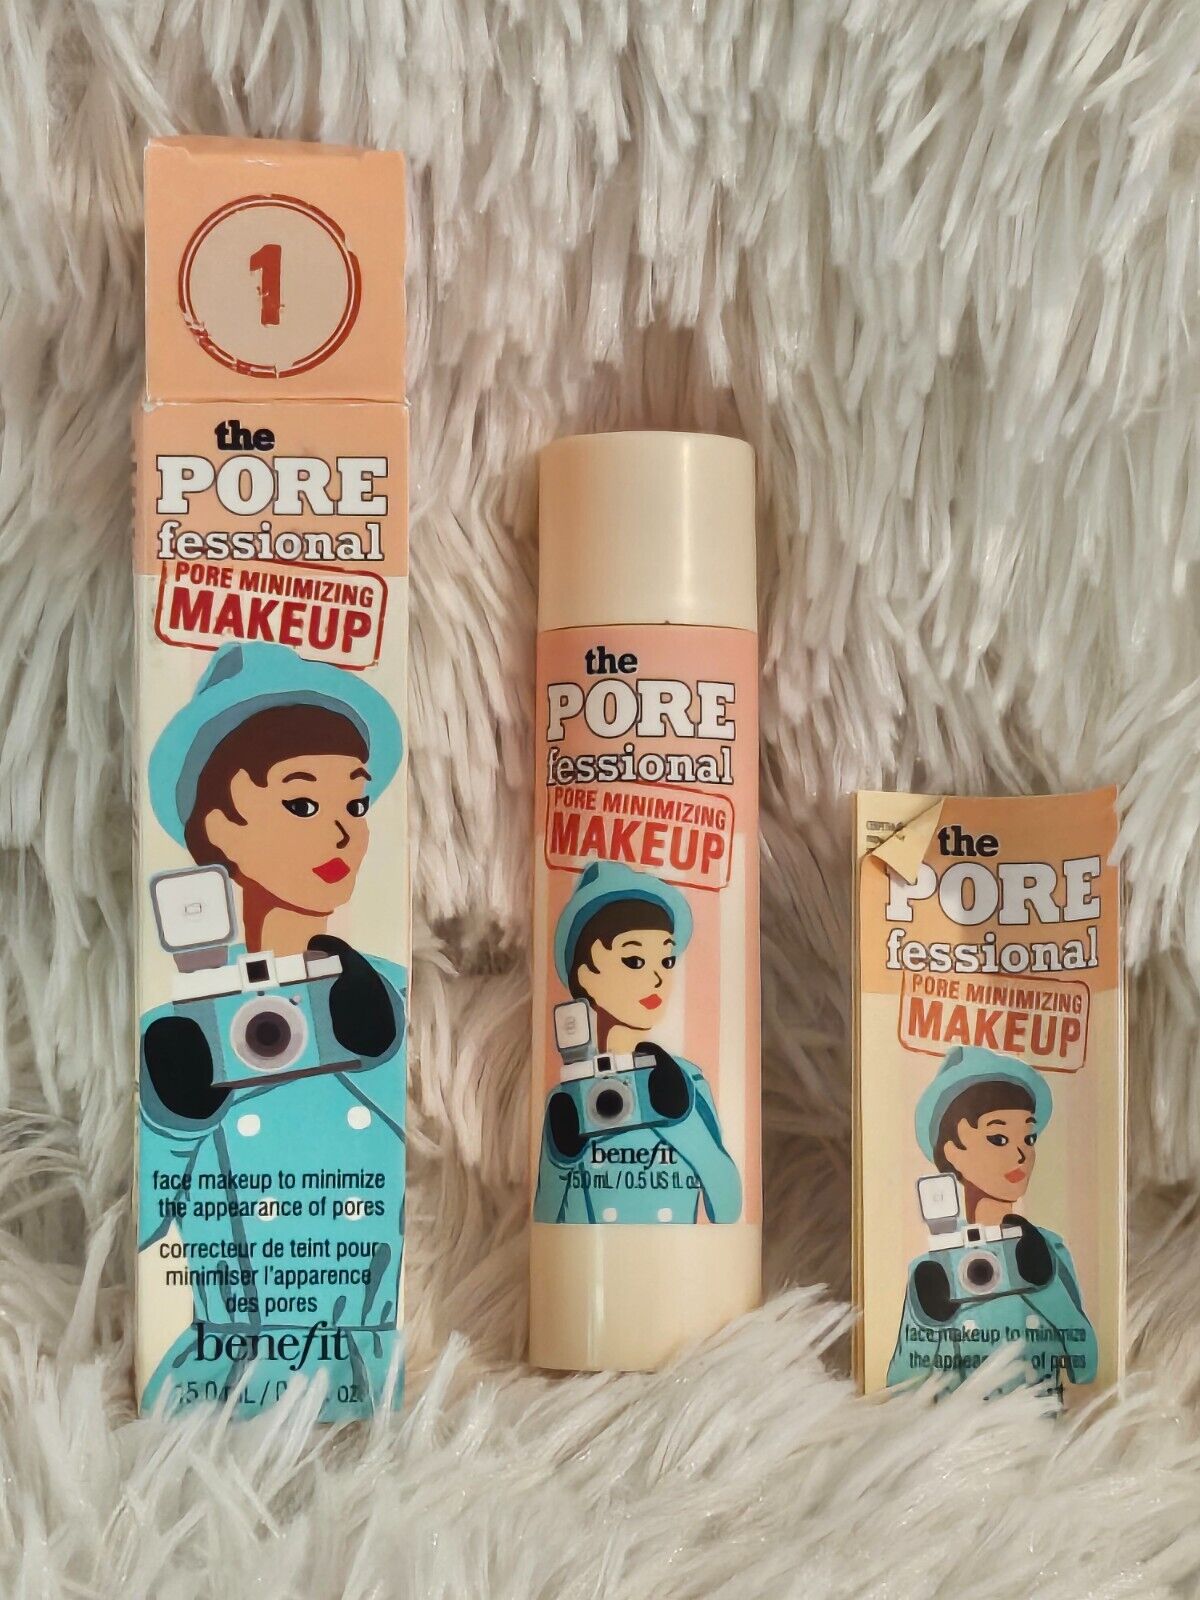 1
the
PORE
fessional
PORE MINIMIZING
MAKEUP
face makeup to minimize
the appearance of pores
correcteur de teint pour
minimiser l'apparence
des pores
benefit
the
PORE
fessional
PORE MINIMIZING
MAKEUP
benefit
15.0 mL / 0.5 US fl. oz.
the
PORE
fessional
PORE MINIMIZING
MAKEUP
face makeup to minimize
the of pores